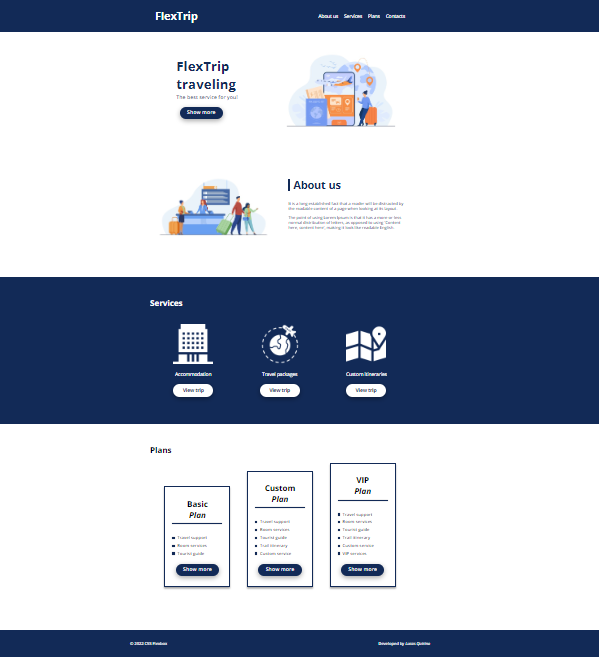 FlexTrip
About us Services Plans Contacts
FlexTrip
traveling
The best service for you!
Show more
About us
It is a long established fact that a reader will be distracted by
the readable content of a page when looking at its layout.
The point of using Lorem Ipsum is that it has a more or less
normal distribution of letters, as opposed to using 'Content
here, content here', making it look like readable English.
Services
Accommodation
View trip
Travel packages
View trip
Custom itineraries
View trip
Plans
Basic
Plan
Travel support
Room services
Tourist guide
Show more
Custom
Plan
Travel support
Room services
Tourist guide
Trail itinerary
Custom service
Show more
VIP
Plan
Travel support
Room services
Tourist guide
Trail itinerary
Custom service
VIP services
Show more
© 2022 CSS
Developed by